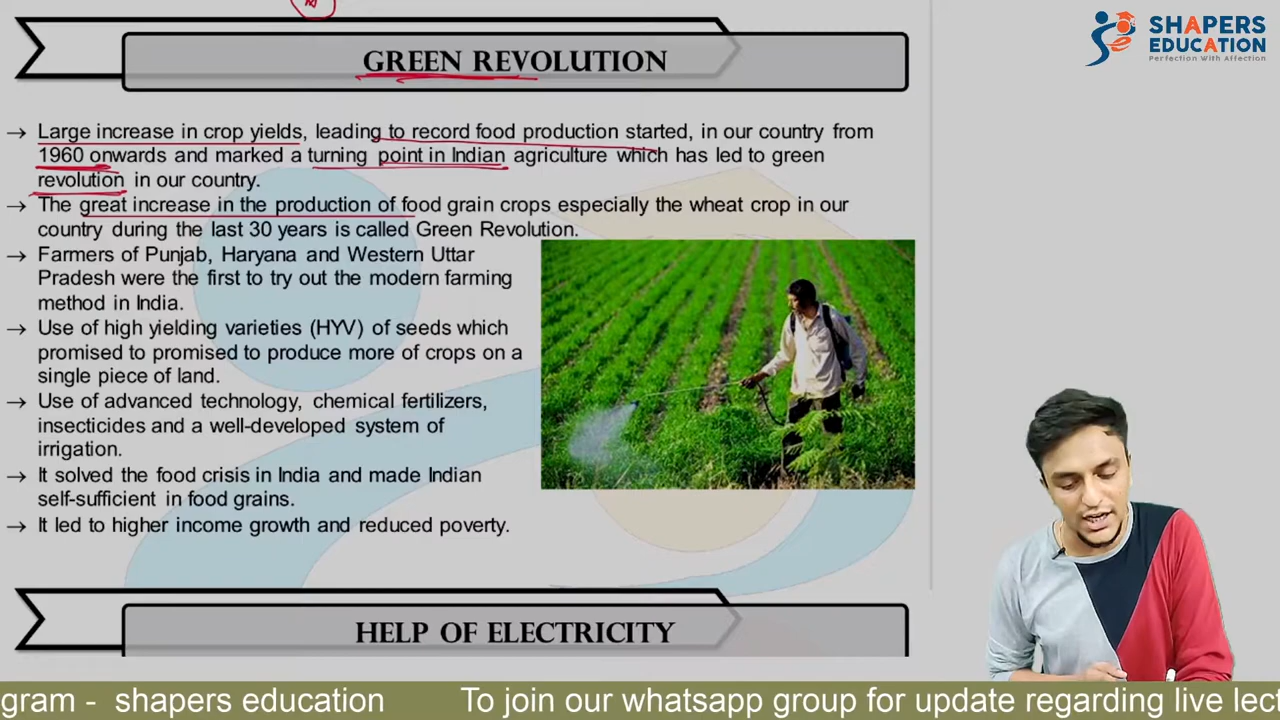 SHAPERS
EDUCATION
Perfection With Affection
GREEN REVOLUTION
→ Large increase in crop yields, leading to record food production started, in our country from
1960 onwards and marked a turning point in Indian agriculture which has led to green
revolution in our country.
→ The great increase in the production of food grain crops especially the wheat crop in our
country during the last 30 years is called Green Revolution.
→ Farmers of Punjab, Haryana and Western Uttar
Pradesh were the first to try out the modern farming
method in India.
→ Use of high yielding varieties (HYV) of seeds which
promised to promised to produce more of crops on a
single piece of land.
→ Use of advanced technology, chemical fertilizers,
insecticides and a well-developed system of
irrigation.
→ It solved the food crisis in India and made Indian
self-sufficient in food grains.
→ It led to higher income growth and reduced poverty.
HELP OF ELECTRICITY
gram - shapers education To join our whatsapp group for update regarding live lect